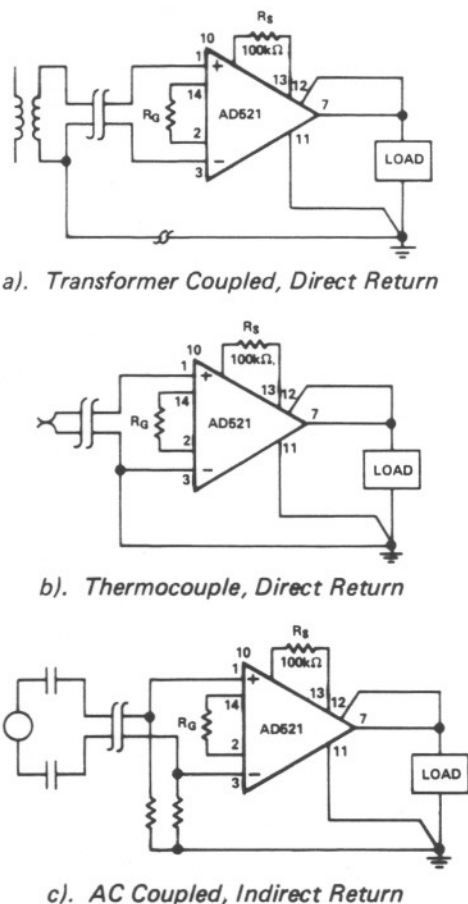 RS
10
100kΩ
1
+
13
12
14
7
RG
AD521
LOAD
2
11
−
3
a). Transformer Coupled, Direct Return
RS
10
100kΩ.
1
+
13
12
14
7
RG
AD521
LOAD
2
11
−
3
b). Thermocouple, Direct Return
RS
10
100kΩ
1
+
13
12
14
7
RG
AD521
LOAD
2
11
−
3
c). AC Coupled, Indirect Return